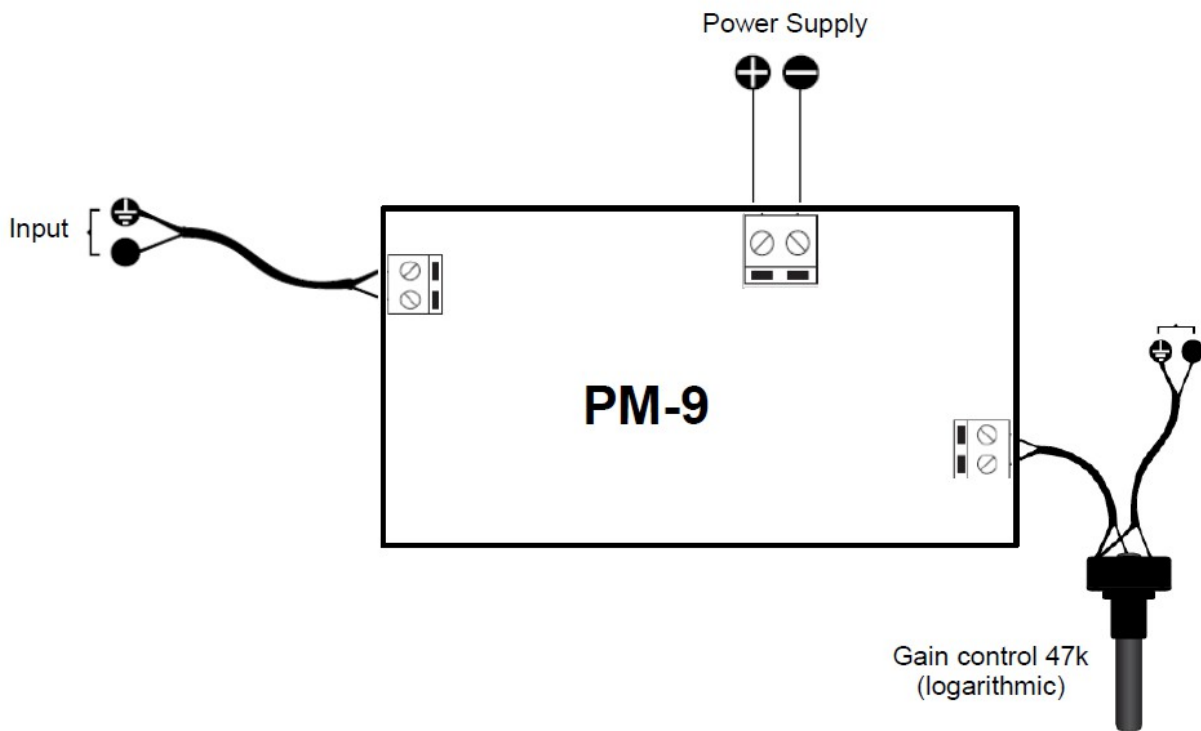 Power Supply
Input
PM-9
Gain control 47k
(logarithmic)